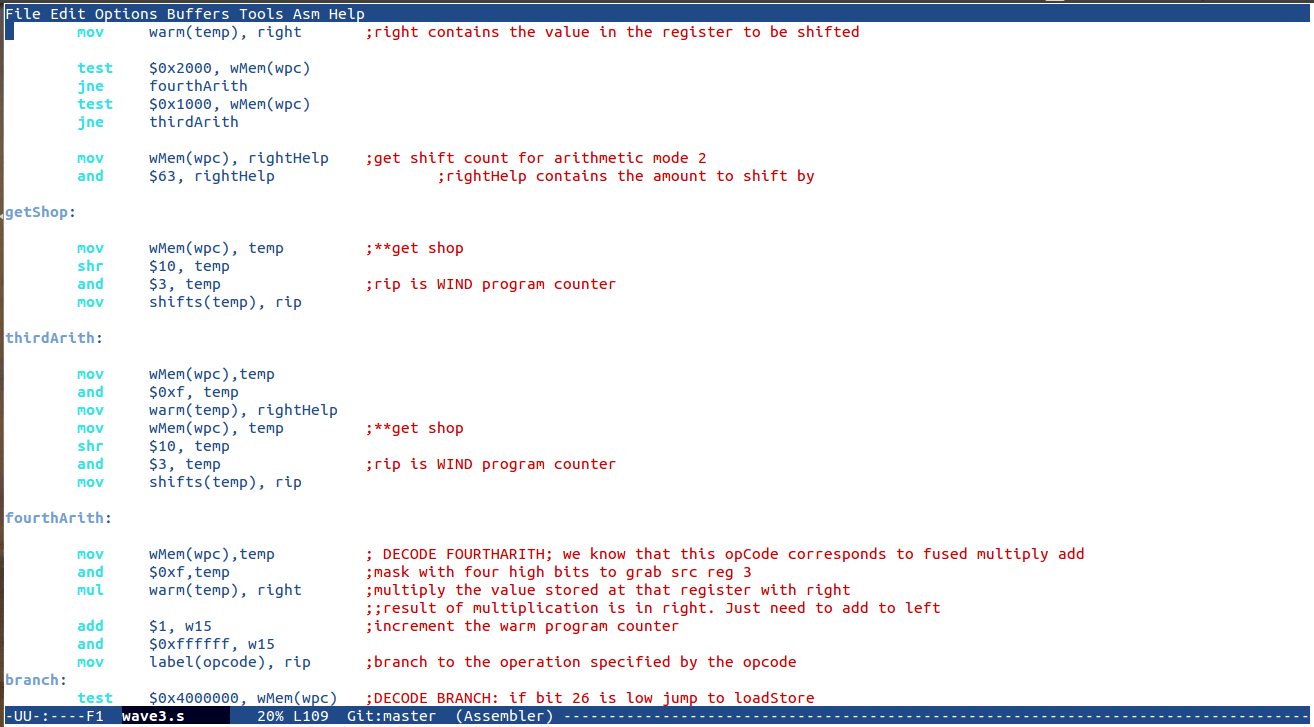 File Edit Options Buffers Tools Asm Help
mov warm(temp), right ;right contains the value in the register to be shifted
test $0x2000, wMem(wpc)
jne fourthArith
test $0x1000, wMem(wpc)
jne thirdArith
mov wMem(wpc), rightHelp ;get shift count for arithmetic mode 2
and $63, rightHelp ;rightHelp contains the amount to shift by
getShop:
mov wMem(wpc), temp ;**get shop
shr $10, temp
and $3, temp ;rip is WIND program counter
mov shifts(temp), rip
thirdArith:
mov wMem(wpc),temp
and $0xf, temp
mov warm(temp), rightHelp
mov wMem(wpc), temp ;**get shop
shr $10, temp
and $3, temp ;rip is WIND program counter
mov shifts(temp), rip
fourthArith:
mov wMem(wpc),temp ; DECODE FOURTHARITH; we know that this opCode corresponds to fused multiply add
and $0xf,temp ;mask with four high bits to grab src reg 3
mul warm(temp), right ;multiply the value stored at that register with right
;;result of multiplication is in right. Just need to add to left
add $1, w15 ;increment the warm program counter
and $0xffffff, w15
mov label(opcode), rip ;branch to the operation specified by the opcode
branch:
test $0x4000000, wMem(wpc) ;DECODE BRANCH: if bit 26 is low jump to loadStore
-UU-:----F1 wave3.s 20% L109 Git:master (Assembler) ----------------------------------------------------------------------------------